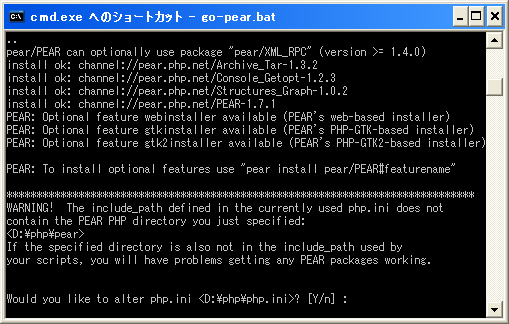 cmd.exe へのショートカット - go-pear.bat
..
pear/PEAR can optionally use package "pear/XML_RPC" (version >= 1.4.0)
install ok: channel://pear.php.net/Archive_Tar-1.3.2
install ok: channel://pear.php.net/Console_Getopt-1.2.3
install ok: channel://pear.php.net/Structures_Graph-1.0.2
install ok: channel://pear.php.net/PEAR-1.7.1
PEAR: Optional feature webinstaller available (PEAR's web-based installer)
PEAR: Optional feature gtkinstaller available (PEAR's PHP-GTK-based installer)
PEAR: Optional feature gtk2installer available (PEAR's PHP-GTK2-based installer)
PEAR: To install optional features use "pear install pear/PEAR#featurename"
******************************************************************************
WARNING!  The include_path defined in the currently used php.ini does not
contain the PEAR PHP directory you just specified:
<D:¥php¥pear>
If the specified directory is also not in the include_path used by
your scripts, you will have problems getting any PEAR packages working.
Would you like to alter php.ini <D:¥php¥php.ini>? [Y/n] :